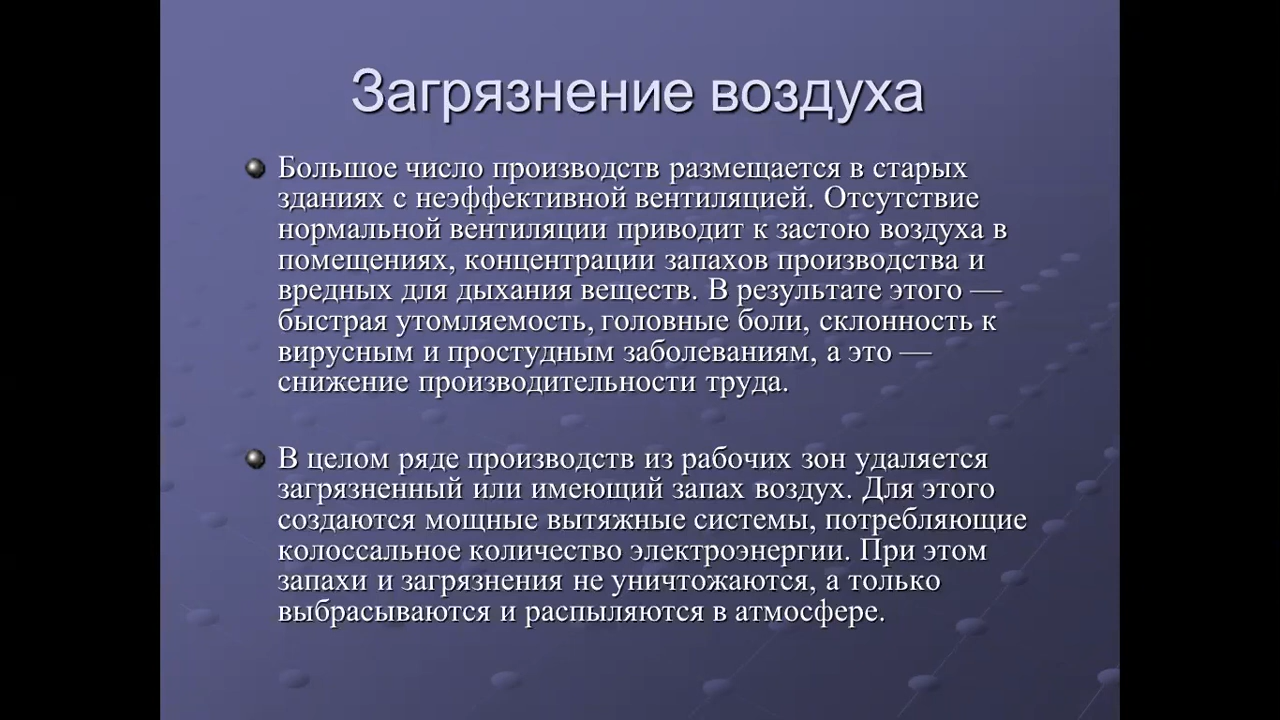 Загрязнение воздуха
Большое число производств размещается в старых
зданиях с неэффективной вентиляцией. Отсутствие
нормальной вентиляции приводит к застою воздуха в
помещениях, концентрации запахов производства и
вредных для дыхания веществ. В результате этого —
быстрая утомляемость, головные боли, склонность к
вирусным и простудным заболеваниям, а это —
снижение производительности труда.
В целом ряде производств из рабочих зон удаляется
загрязненный или имеющий запах воздух. Для этого
создаются мощные вытяжные системы, потребляющие
колоссальное количество электроэнергии. При этом
запахи и загрязнения не уничтожаются, а только
выбрасываются и распыляются в атмосфере.